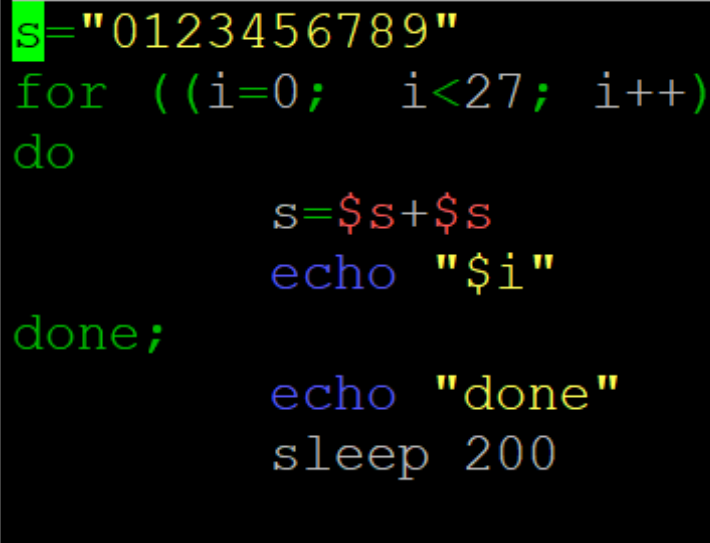 s="0123456789"
for ((i=0;  i<27; i++)
do
        s=$s+$s
        echo "$i"
done;
        echo "done"
        sleep 200